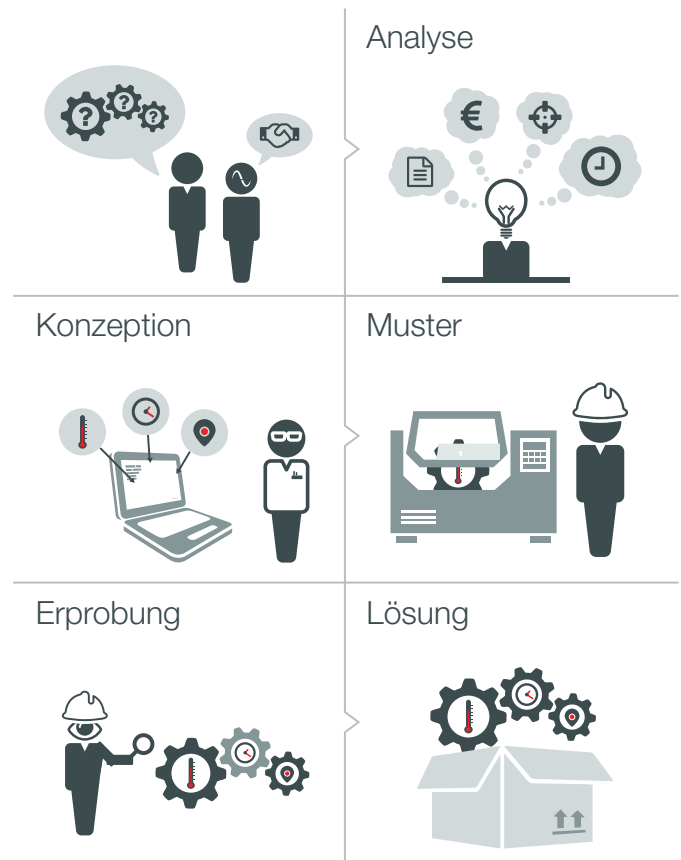 ? ? ?
Analyse
€
Konzeption
Muster
Erprobung
Lösung